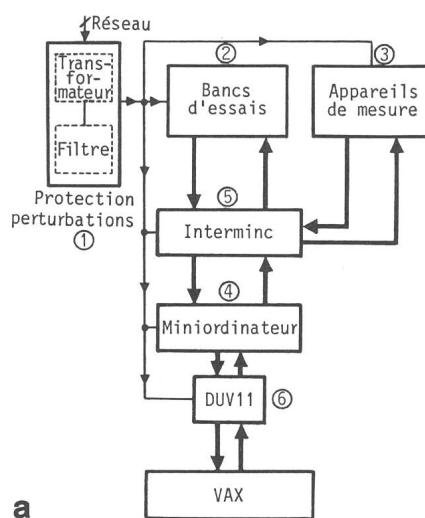 Réseau
Trans-
for-
mateur
Filtre
Protection
perturbations
①
②
Bancs
d'essais
③
Appareils
de mesure
⑤
Interminc
④
Miniordinateur
DUV11
⑥
VAX
a